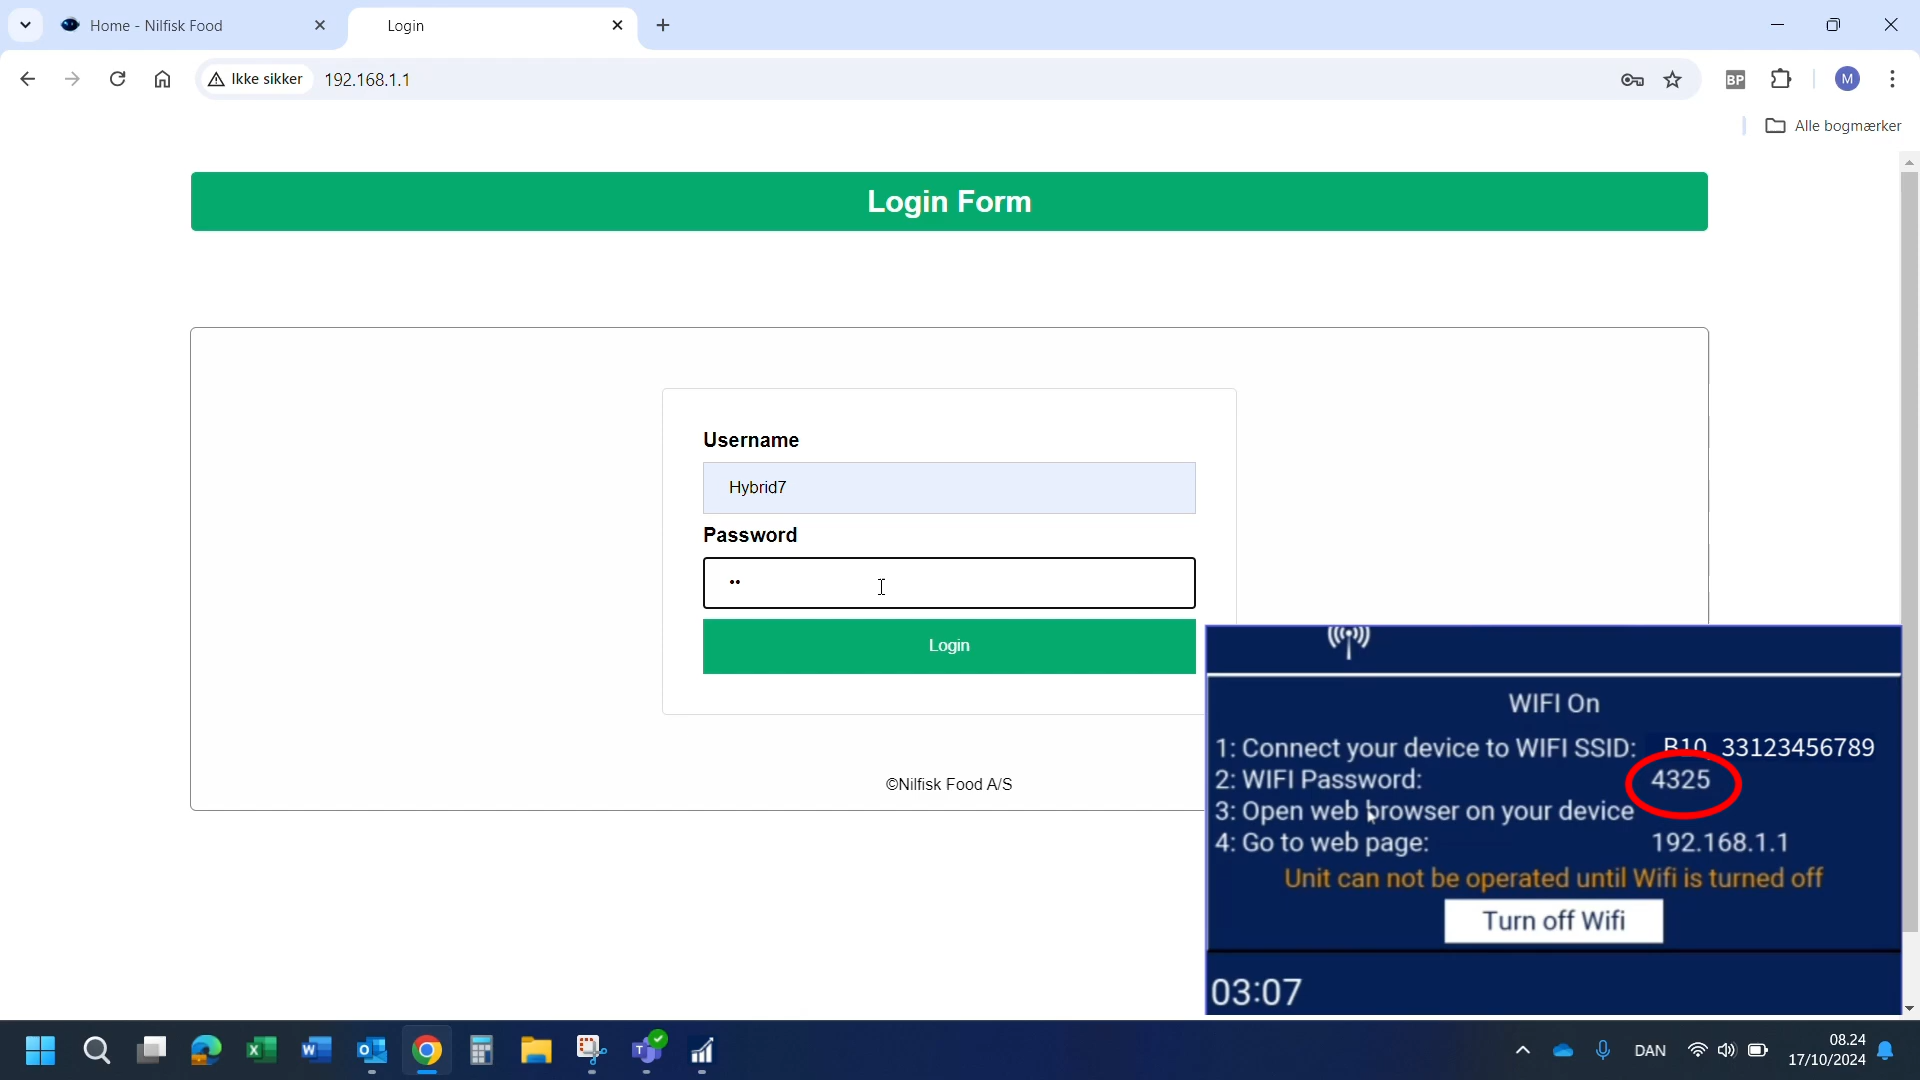 Home - Nilfisk Food
Login
Ikke sikker
192.168.1.1
BP
M
Alle bogmærker
Login Form
Username
Hybrid7
Password
••
Login
©Nilfisk Food A/S
WIFI On
1: Connect your device to WIFI SSID: B10_33123456789
2: WIFI Password: 4325
3: Open web browser on your device
4: Go to web page: 192.168.1.1
Unit can not be operated until Wifi is turned off
Turn off Wifi
03:07
DAN
08.24
17/10/2024